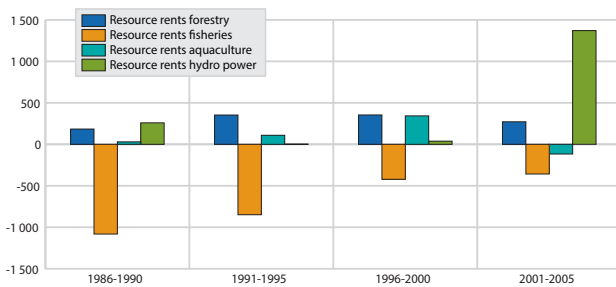 1 500
1 000
500
0
-500
-1 000
-1 500
Resource rents forestry
Resource rents fisheries
Resource rents aquaculture
Resource rents hydro power
1986-1990
1991-1995
1996-2000
2001-2005